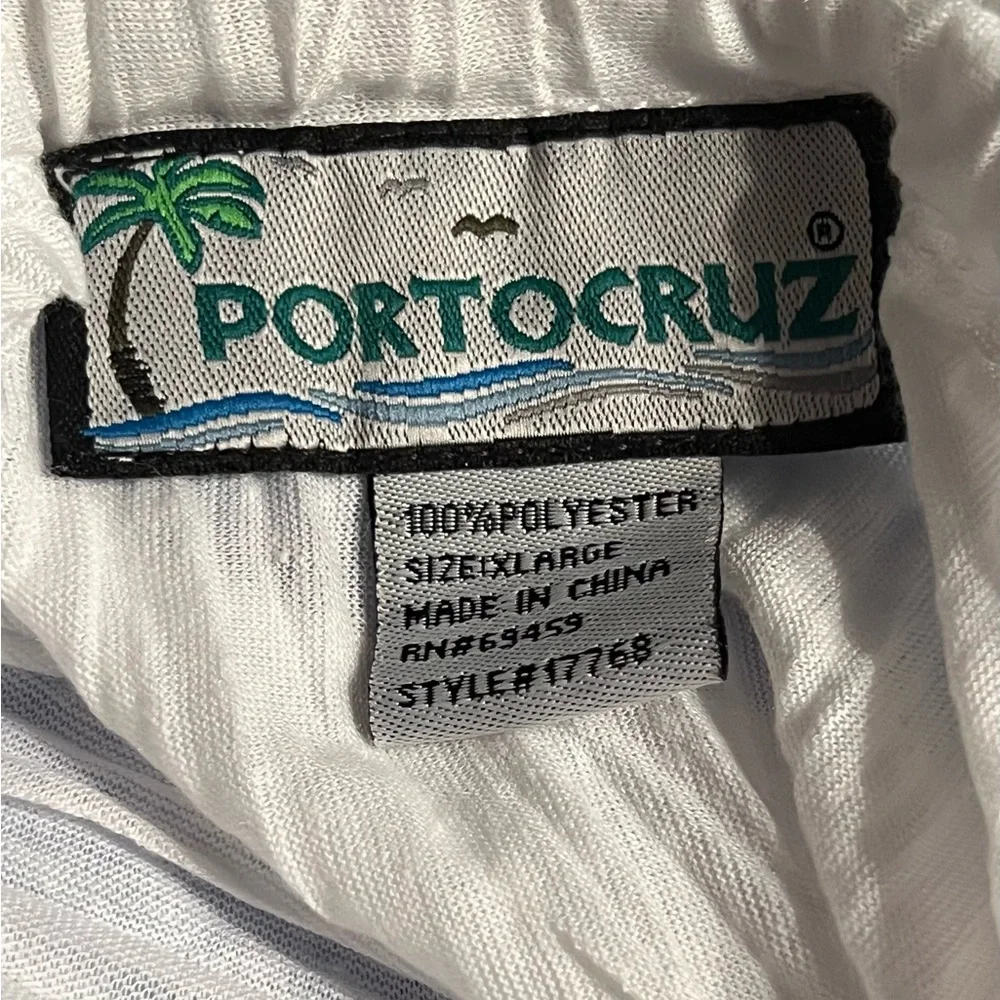 PORTOCRUZ®
100%POLYESTER
SIZE:XLARGE
MADE IN CHINA
RN#69459
STYLE#17768